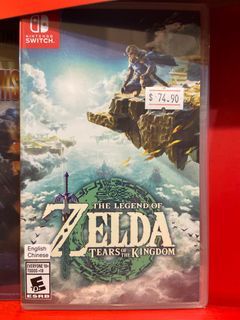 NINTENDO
SWITCH
$ 74.90
THE LEGEND OF
ZELDA
TEARS OF THE KINGDOM
English
Chinese
EVERYONE 10+
E
ESRB